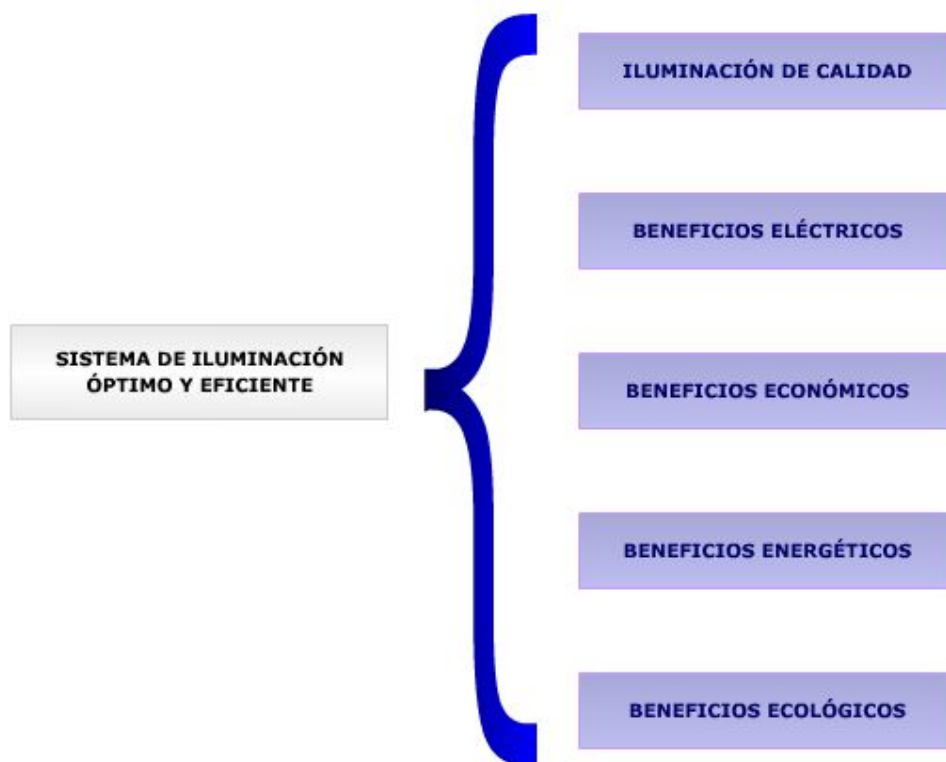 SISTEMA DE ILUMINACIÓN
ÓPTIMO Y EFICIENTE
ILUMINACIÓN DE CALIDAD
BENEFICIOS ELÉCTRICOS
BENEFICIOS ECONÓMICOS
BENEFICIOS ENERGÉTICOS
BENEFICIOS ECOLÓGICOS